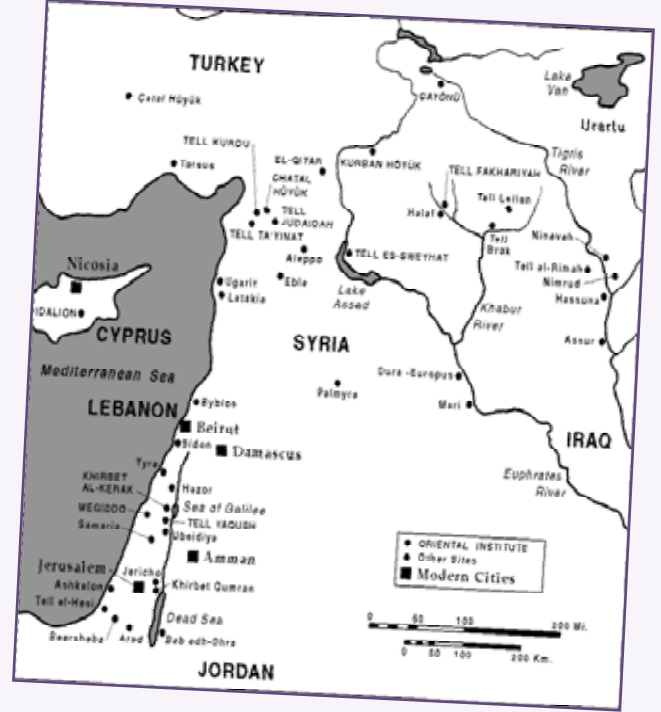 TURKEY
Lake
Van
Urartu
Çatal Hüyük
ÇAYÖNÜ
Tigris
River
TELL KURDU
Tarsus
EL-QITAR
CHATAL
HÜYÜK
KURBAN HÖYÜK
TELL FAKHARIYAH
Tell Leilan
Halaf
TELL
JUDAIDAH
TELL TA'YINAT
Tell
Brak
Aleppo
TELL ES-SWEYHAT
Ninevah
Tell al-Rimah
Nimrud
Hassuna
Nicosia
IDALION
Ugarit
Latakia
Ebla
Lake
Assad
Khabur
River
Assur
CYPRUS
SYRIA
Mediterranean Sea
Dura-Europus
Palmyra
Mari
LEBANON
Byblos
Beirut
Sidon
Damascus
IRAQ
Tyre
KHIRBET
AL-KERAK
Hazor
Euphrates
River
MEGIDDO
Sea of Galilee
Samaria
TELL YAQUSH
Ubeidiya
Amman
Jerusalem
Jericho
Ashkelon
Khirbet Qumran
Tell el-Hesi
Dead Sea
Beersheba
Arad
Bab edh-Dhra
JORDAN
ORIENTAL INSTITUTE
Other Sites
Modern Cities
0 50 100 200 Mi.
0 50 100 200 Km.